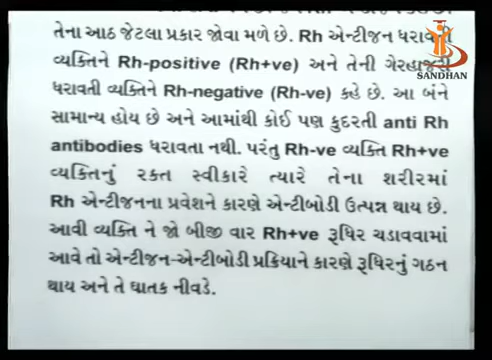 તેના આઠ જેટલા પ્રકાર જોવા મળે છે. Rh એન્ટીજન ધરાવતી
વ્યક્તિને Rh-positive (Rh+ve) અને તેની ગેરહાજરી
ધરાવતી વ્યક્તિને Rh-negative (Rh-ve) કહે છે. આ બંને
સામાન્ય હોય છે અને આમાંથી કોઈ પણ કુદરતી anti Rh
antibodies ધરાવતા નથી. પરંતુ Rh-ve વ્યક્તિ Rh+ve
વ્યક્તિનું રક્ત સ્વીકારે ત્યારે તેના શરીરમાં
Rh એન્ટીજનના પ્રવેશને કારણે એન્ટીબોડી ઉત્પન્ન થાય છે.
આવી વ્યક્તિ ને જો બીજી વાર Rh+ve રૂધિર ચડાવવામાં
આવે તો એન્ટીજન-એન્ટીબોડી પ્રક્રિયાને કારણે રૂધિરનું ગઠન
થાય અને તે ઘાતક નીવડે.
SANDHAN